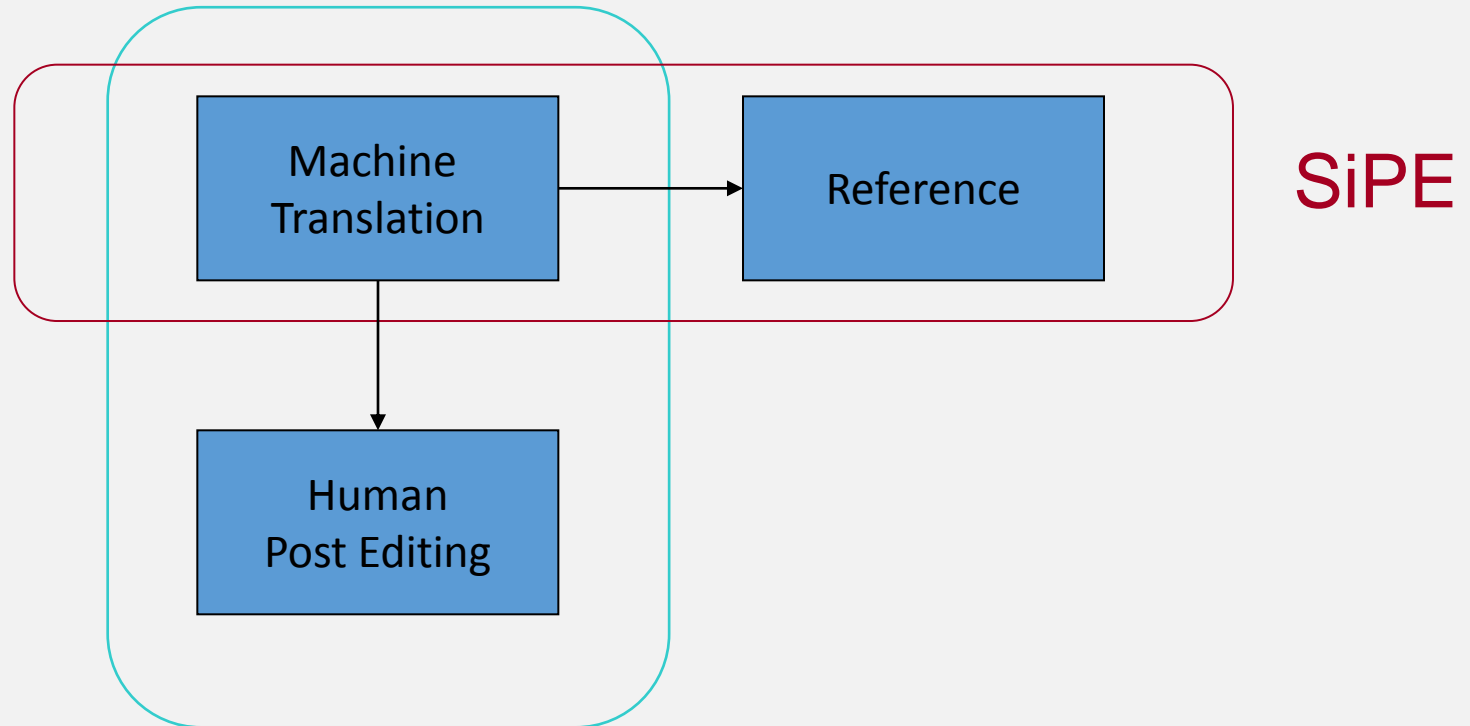 Machine
Translation
Reference
SiPE
Human
Post Editing